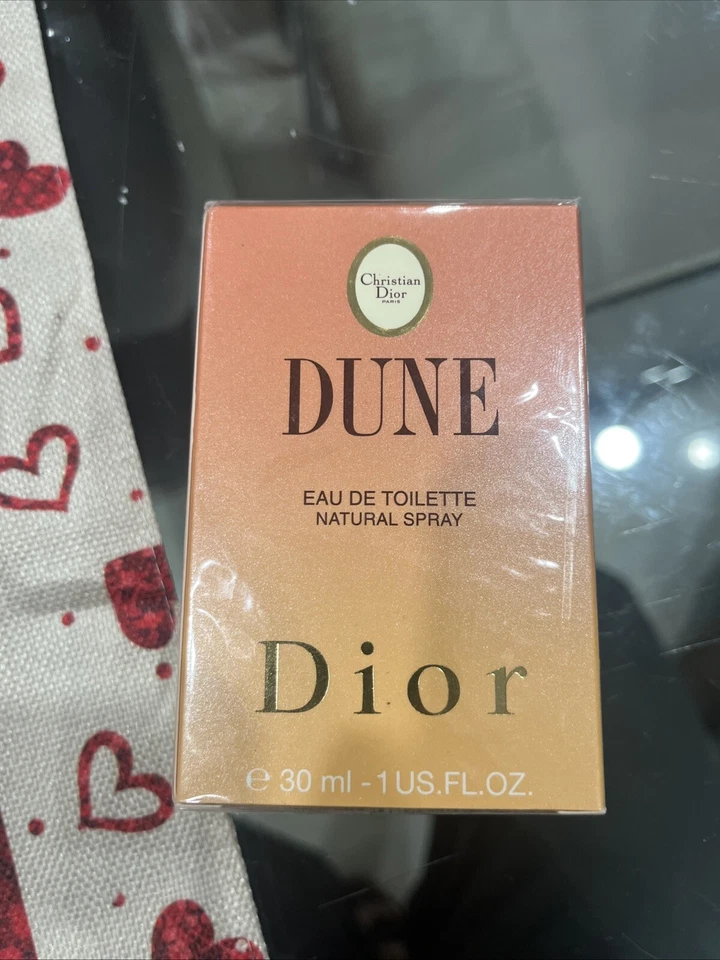 Christian
Dior
PARIS
DUNE
EAU DE TOILETTE
NATURAL SPRAY
Dior
℮ 30 ml - 1 US.FL.OZ.